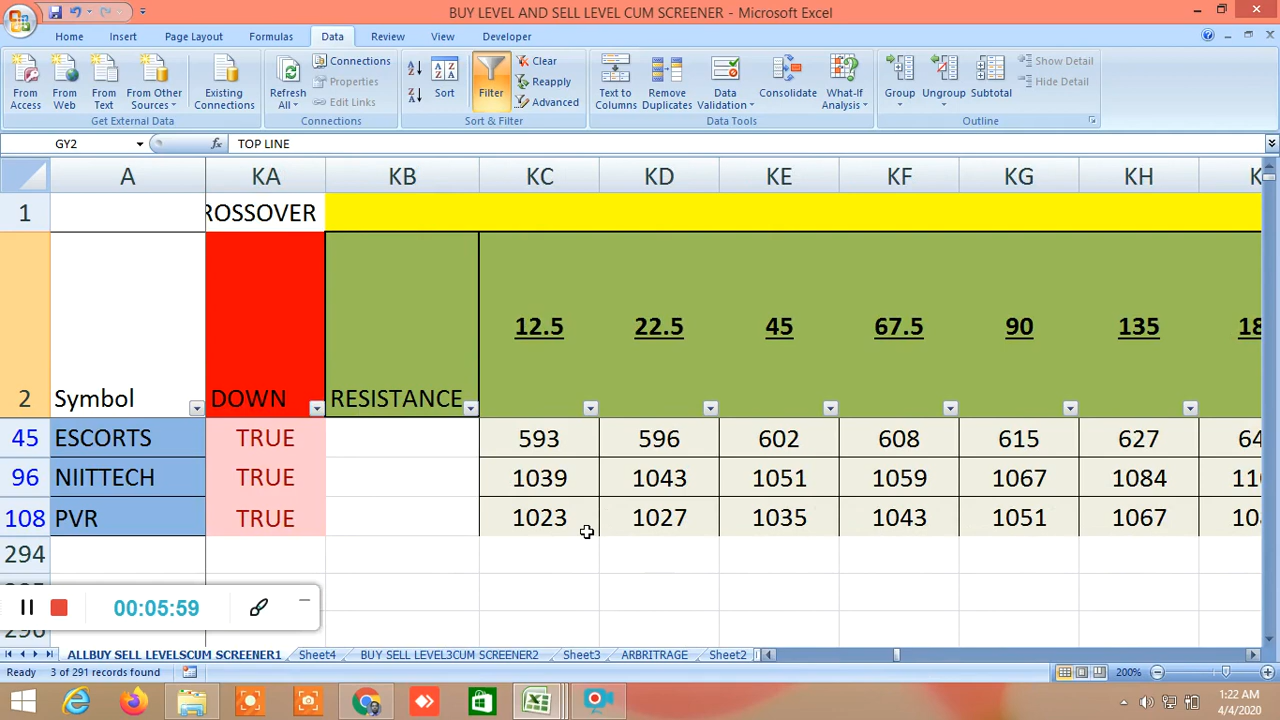 BUY LEVEL AND SELL LEVEL CUM SCREENER - Microsoft Excel
Home Insert Page Layout Formulas Data Review View Developer
From Access
From Web
From Text
From Other Sources
Existing Connections
Get External Data
Refresh All
Connections
Properties
Edit Links
Connections
Sort
Filter
Clear
Reapply
Advanced
Sort & Filter
Text to Columns
Remove Duplicates
Data Validation
Consolidate
What-If Analysis
Data Tools
Group
Ungroup
Subtotal
Show Detail
Hide Detail
Outline
GY2 fx TOP LINE
A KA KB KC KD KE KF KG KH K
1 ROSSOVER
2 Symbol DOWN RESISTANCE 12.5 22.5 45 67.5 90 135 18
45 ESCORTS TRUE 593 596 602 608 615 627 64
96 NIITTECH TRUE 1039 1043 1051 1059 1067 1084 110
108 PVR TRUE 1023 1027 1035 1043 1051 1067 108
294
00:05:59
296
ALLBUY SELL LEVELSCUM SCREENER1 Sheet4 BUY SELL LEVEL3CUM SCREENER2 Sheet3 ARBRITRAGE Sheet2
Ready 3 of 291 records found 200%
1:22 AM
4/4/2020